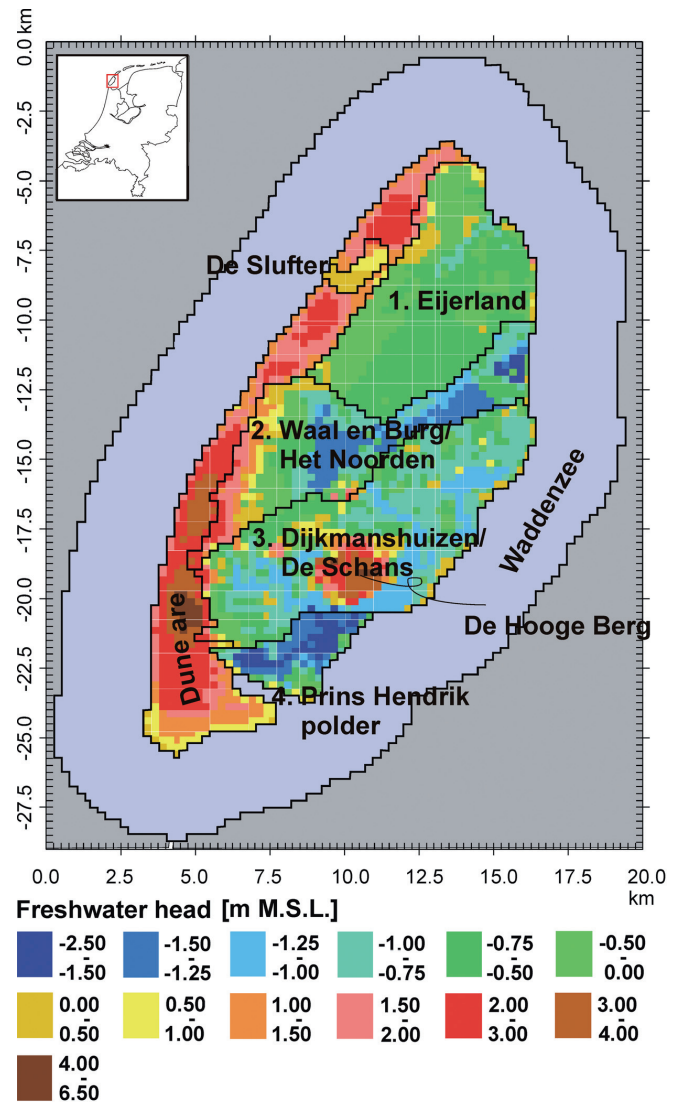 0.0 km
-2.5
-5.0
-7.5
-10.0
-12.5
-15.0
-17.5
-20.0
-22.5
-25.0
-27.5
De Slufter
1. Eijerland
2. Waal en Burg/
Het Noorden
3. Dijkmanshuizen/
De Schans
Waddenzee
De Hooge Berg
Dune are
4. Prins Hendrik
polder
0.0 2.5 5.0 7.5 10.0 12.5 15.0 17.5 20.0
km
Freshwater head [m M.S.L.]
-2.50 -1.50 -1.25 -1.00 -0.75 -0.50
- - - - - -
-1.50 -1.25 -1.00 -0.75 -0.50 0.00
0.00 0.50 1.00 1.50 2.00 3.00
- - - - - -
0.50 1.00 1.50 2.00 3.00 4.00
4.00
-
6.50